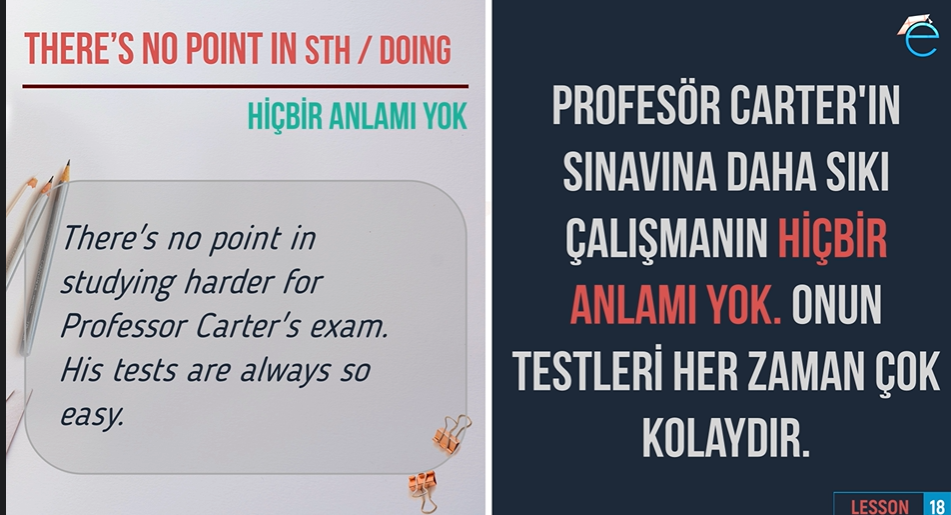 THERE'S NO POINT IN STH / DOING
HİÇBİR ANLAMI YOK
There's no point in
studying harder for
Professor Carter's exam.
His tests are always so
easy.
e
PROFESÖR CARTER'IN
SINAVINA DAHA SIKI
ÇALIŞMANIN HİÇBİR
ANLAMI YOK. ONUN
TESTLERİ HER ZAMAN ÇOK
KOLAYDIR.
LESSON 18